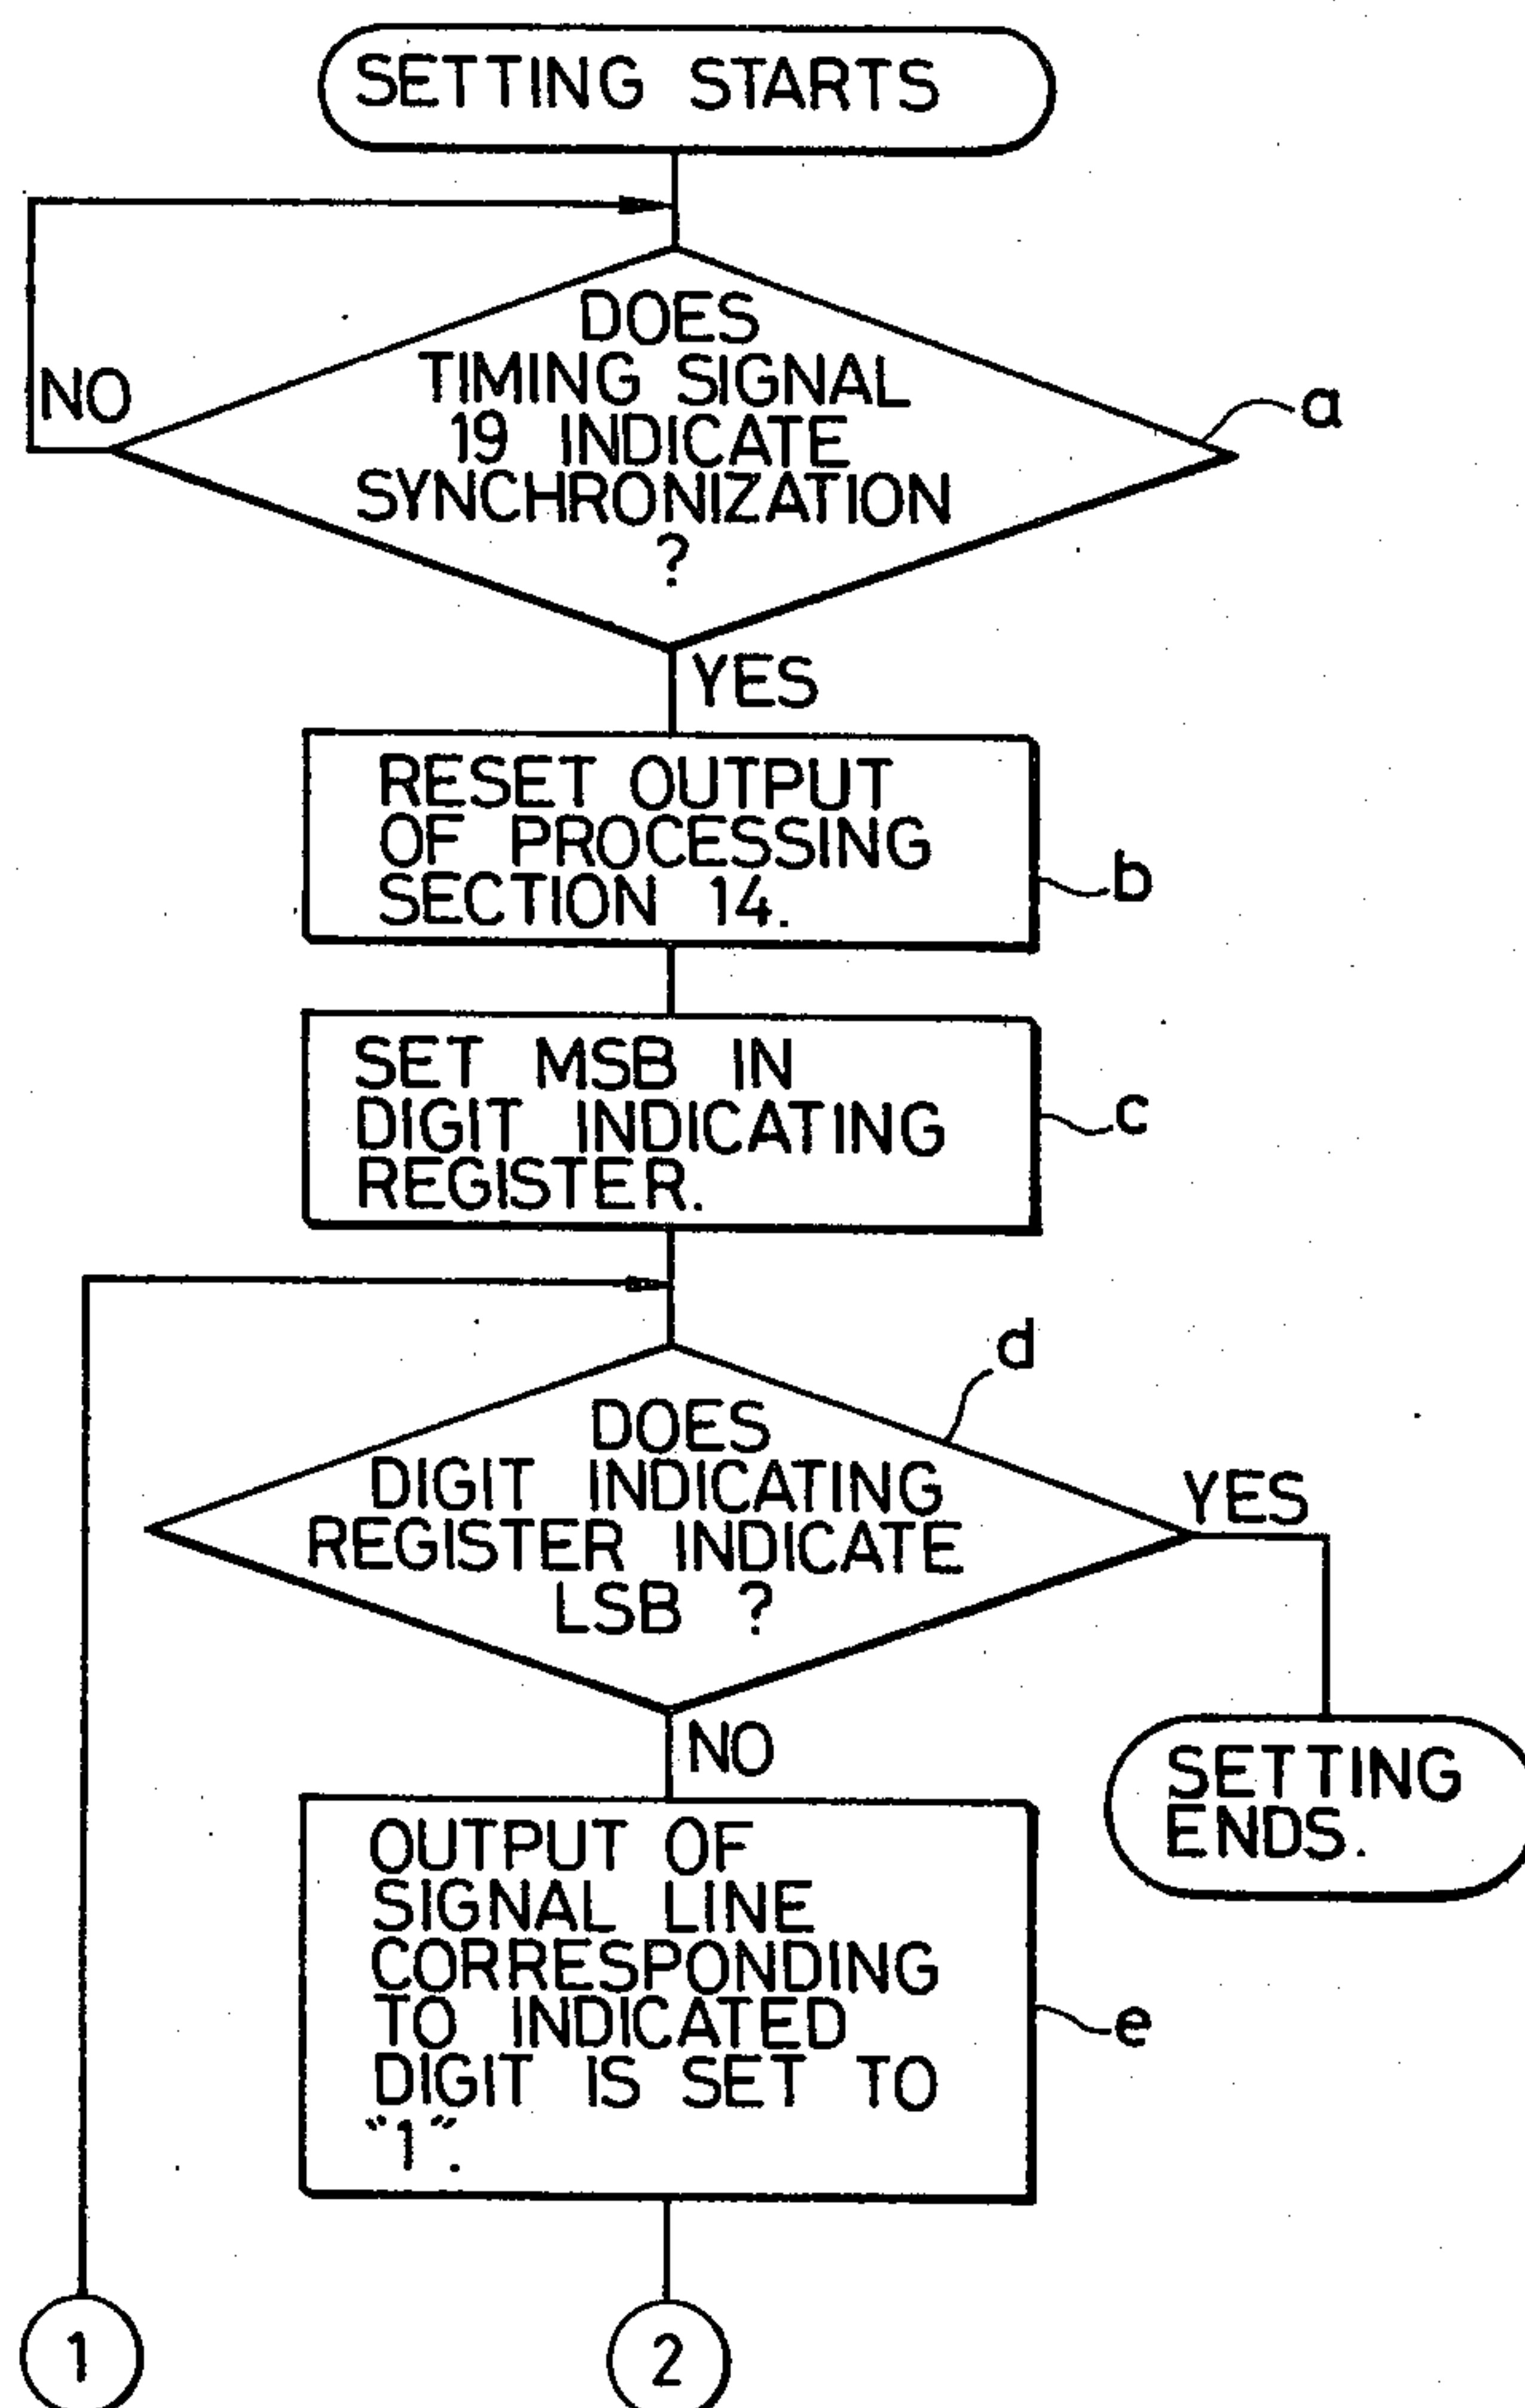 SETTING STARTS
NO
DOES
TIMING SIGNAL
19 INDICATE
SYNCHRONIZATION
?
a
YES
RESET OUTPUT
OF PROCESSING
SECTION 14.
b
SET MSB IN
DIGIT INDICATING
REGISTER.
c
d
DOES
DIGIT INDICATING
REGISTER INDICATE
LSB ?
YES
NO
SETTING
ENDS.
OUTPUT OF
SIGNAL LINE
CORRESPONDING
TO INDICATED
DIGIT IS SET TO
"1".
e
1
2